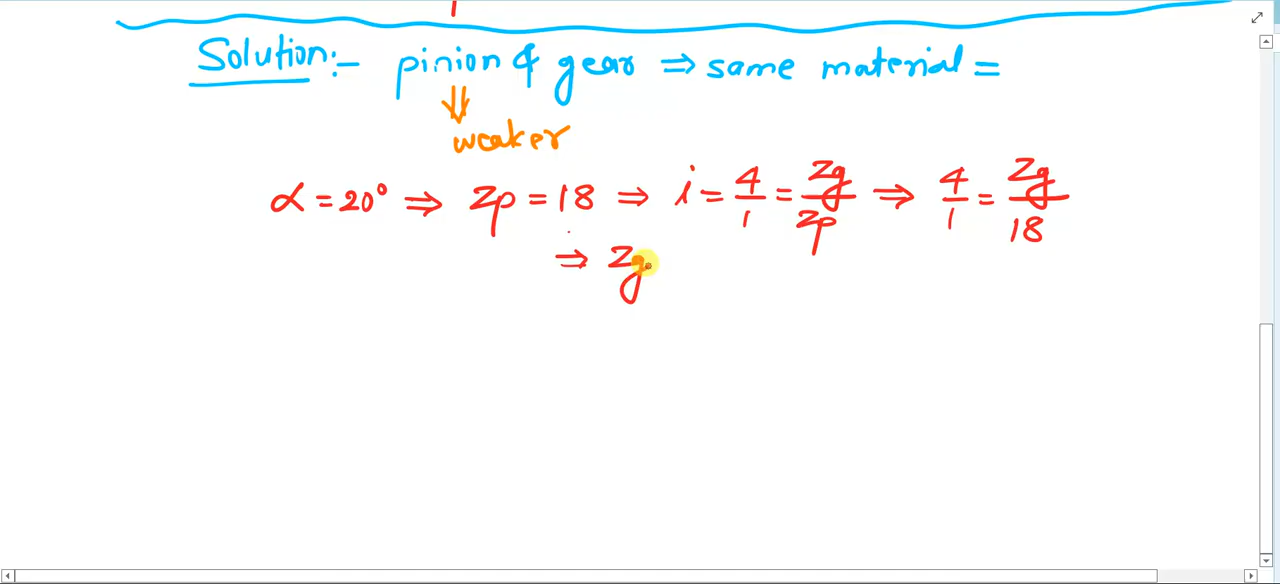 Solution:- pinion & gear ⇒ same material =
⇓
weaker
α = 20° ⇒ zp = 18 ⇒ i = 4/1 = zg/zp ⇒ 4/1 = zg/18
⇒ zg